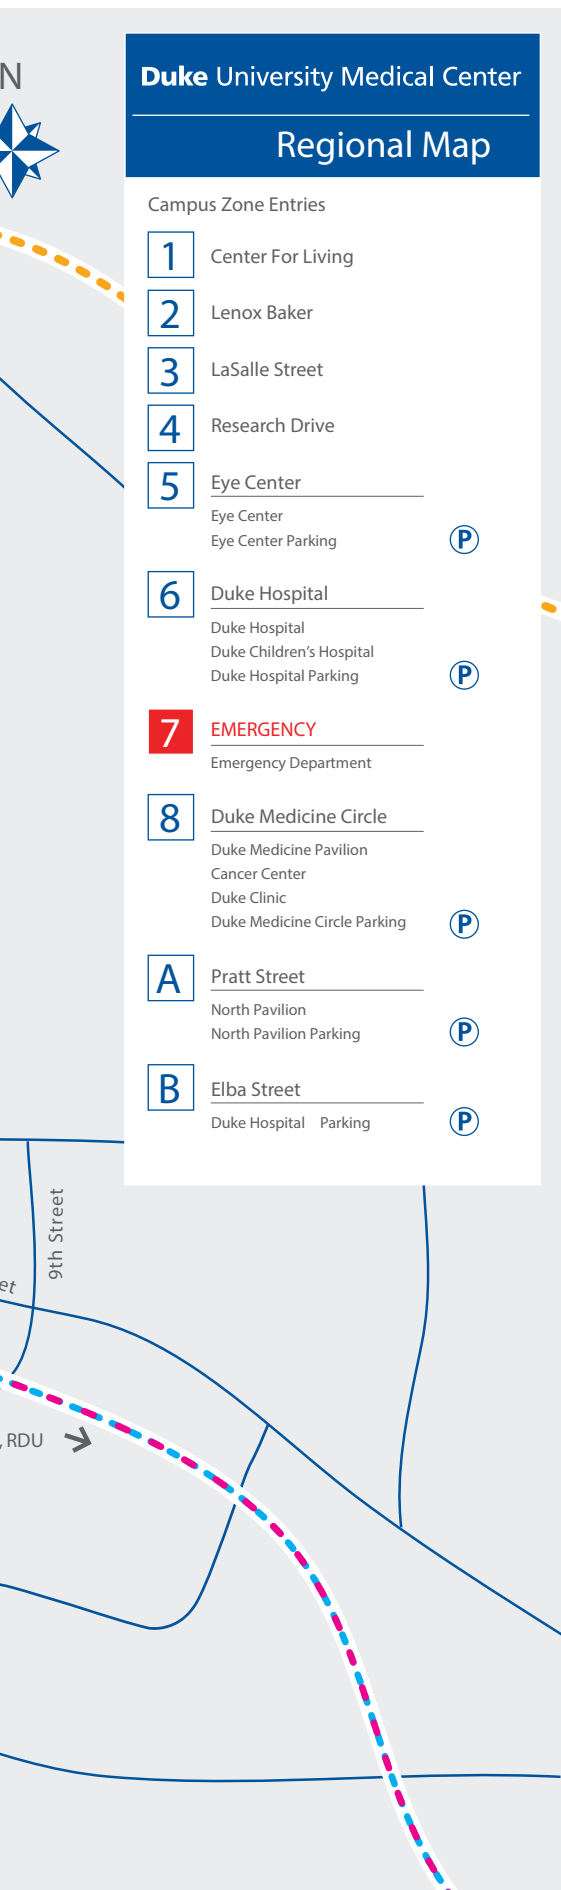 N
Duke University Medical Center
Regional Map
Campus Zone Entries
1 Center For Living
2 Lenox Baker
3 LaSalle Street
4 Research Drive
5 Eye Center
Eye Center
Eye Center Parking P
6 Duke Hospital
Duke Hospital
Duke Children's Hospital
Duke Hospital Parking P
7 EMERGENCY
Emergency Department
8 Duke Medicine Circle
Duke Medicine Pavilion
Cancer Center
Duke Clinic
Duke Medicine Circle Parking P
A Pratt Street
North Pavilion
North Pavilion Parking P
B Elba Street
Duke Hospital Parking P
9th Street
et
, RDU